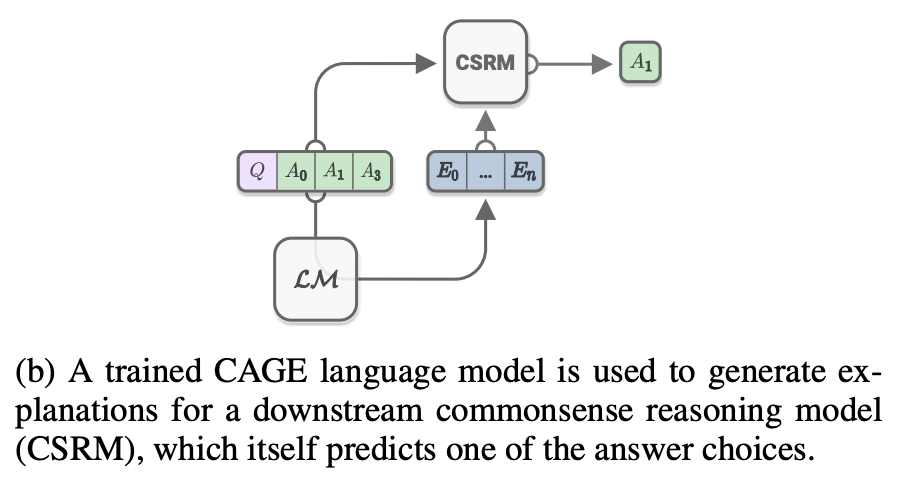 CSRM A₁
Q A₀ A₁ A₃ E₀ ... Eₙ
ℒℳ
(b) A trained CAGE language model is used to generate ex-
planations for a downstream commonsense reasoning model
(CSRM), which itself predicts one of the answer choices.